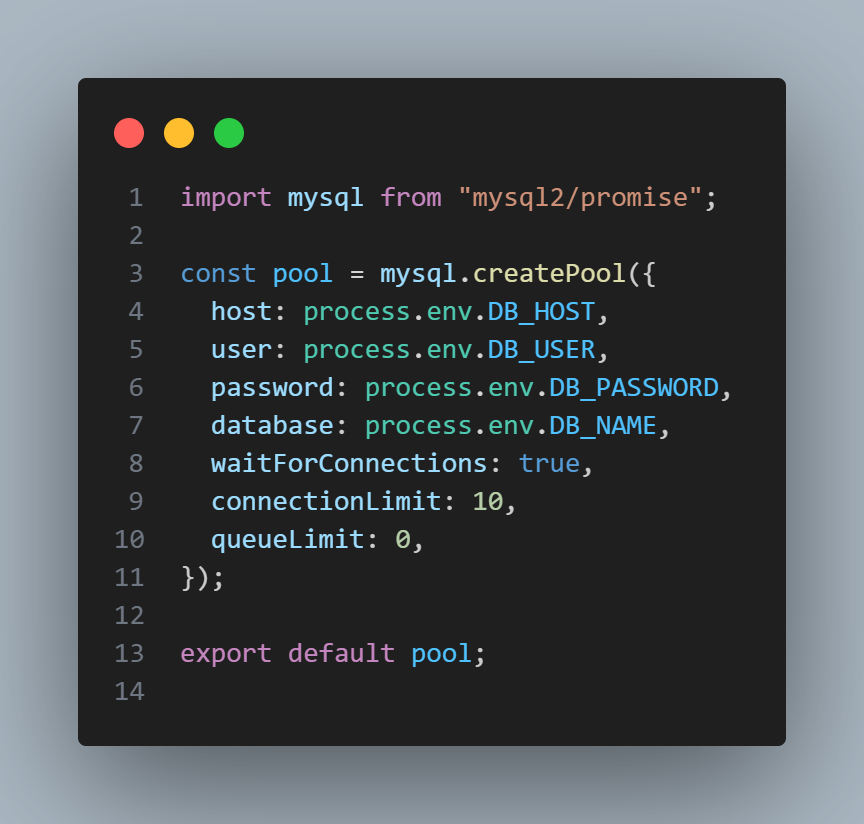 1 import mysql from "mysql2/promise";
2
3 const pool = mysql.createPool({
4   host: process.env.DB_HOST,
5   user: process.env.DB_USER,
6   password: process.env.DB_PASSWORD,
7   database: process.env.DB_NAME,
8   waitForConnections: true,
9   connectionLimit: 10,
10   queueLimit: 0,
11 });
12
13 export default pool;
14